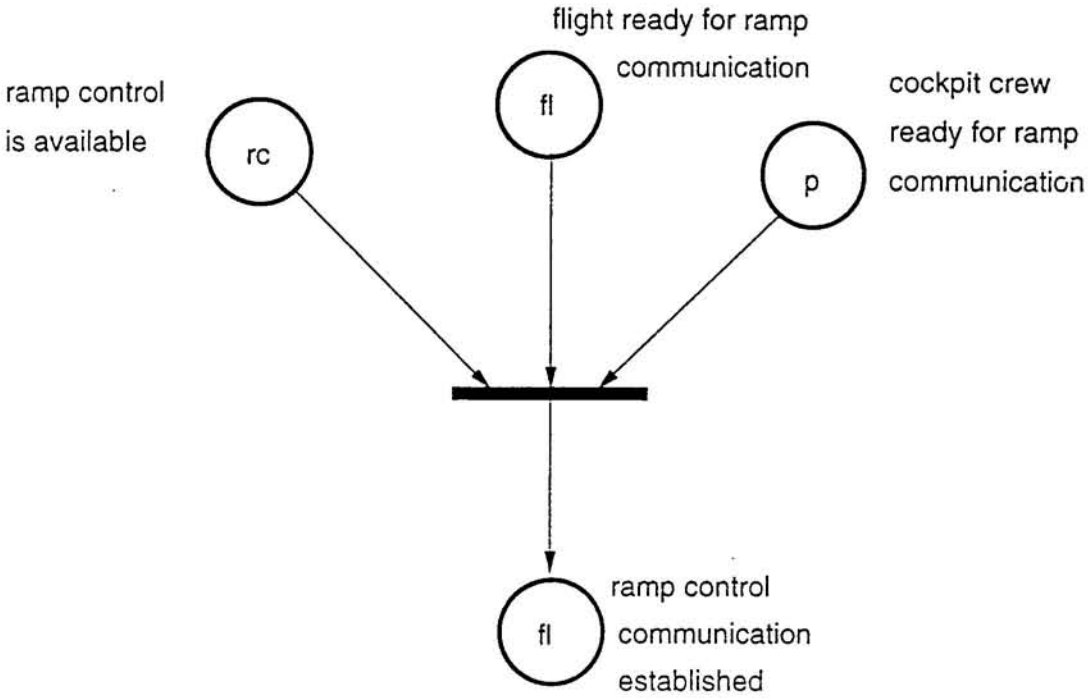 flight ready for ramp
communication
ramp control
is available
cockpit crew
ready for ramp
communication
rc
fl
p
fl
ramp control
communication
established